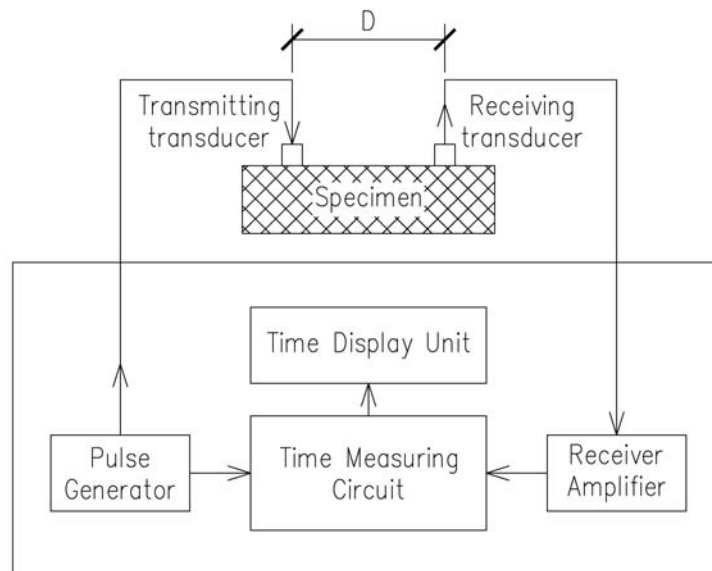 D
Transmitting
transducer
Receiving
transducer
Specimen
Time Display Unit
Pulse
Generator
Time Measuring
Circuit
Receiver
Amplifier